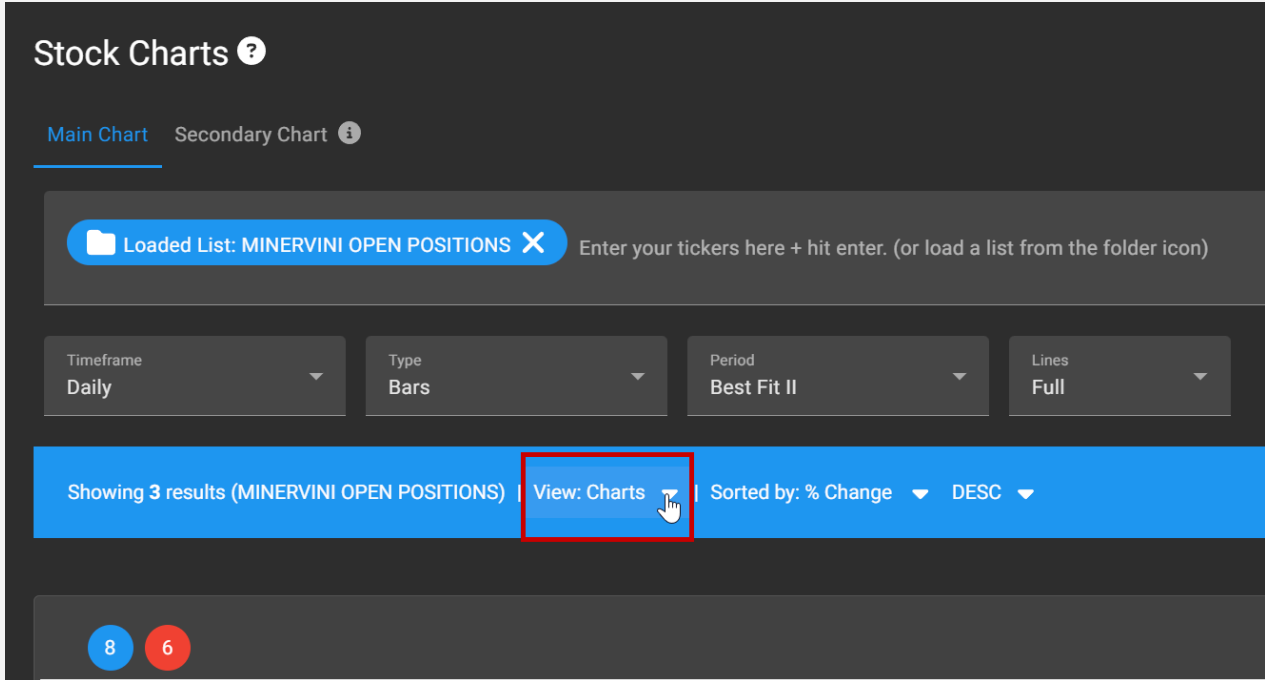 Stock Charts ?
Main Chart Secondary Chart i
Loaded List: MINERVINI OPEN POSITIONS X Enter your tickers here + hit enter. (or load a list from the folder icon)
Timeframe Type Period Lines
Daily Bars Best Fit II Full
Showing 3 results (MINERVINI OPEN POSITIONS) | View: Charts | Sorted by: % Change DESC
8 6